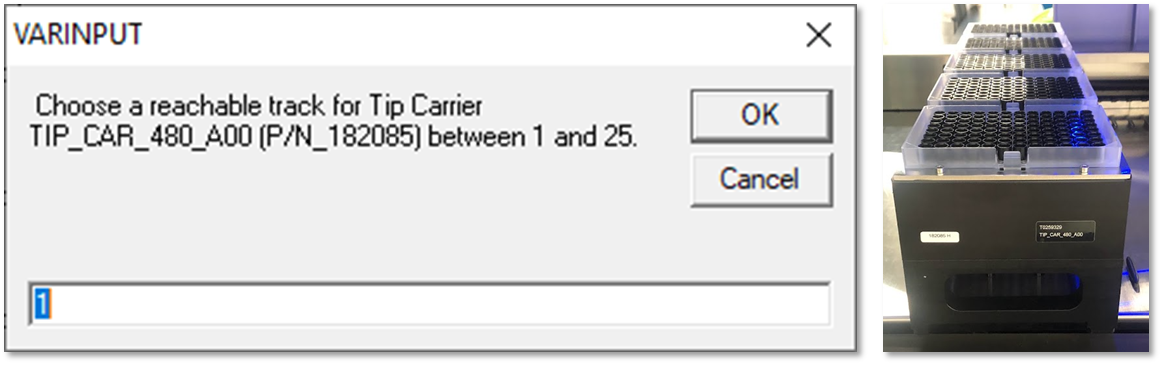 VARINPUT
Choose a reachable track for Tip Carrier
TIP_CAR_480_A00 (P/N_182085) between 1 and 25.
OK
Cancel
1
182085 H
T0259329
TIP_CAR_480_A00